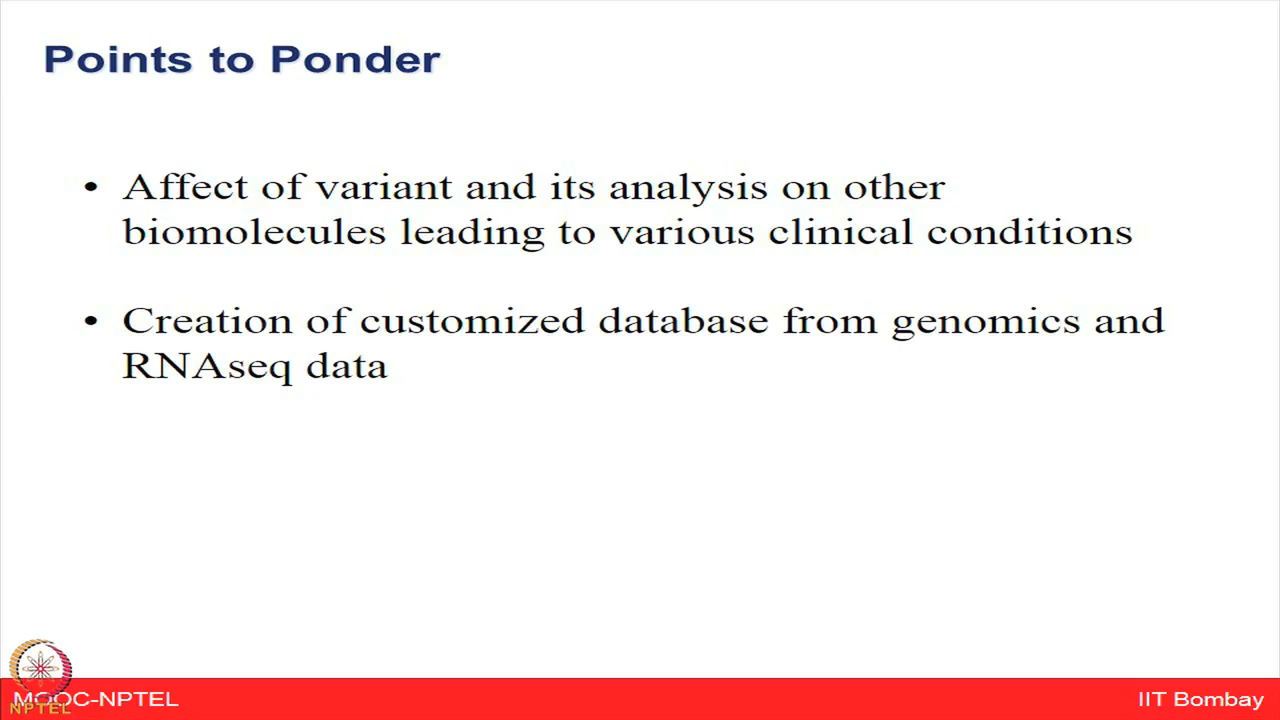 Points to Ponder
• Affect of variant and its analysis on other
biomolecules leading to various clinical conditions
• Creation of customized database from genomics and
RNAseq data
MOOC-NPTEL
IIT Bombay
NPTEL